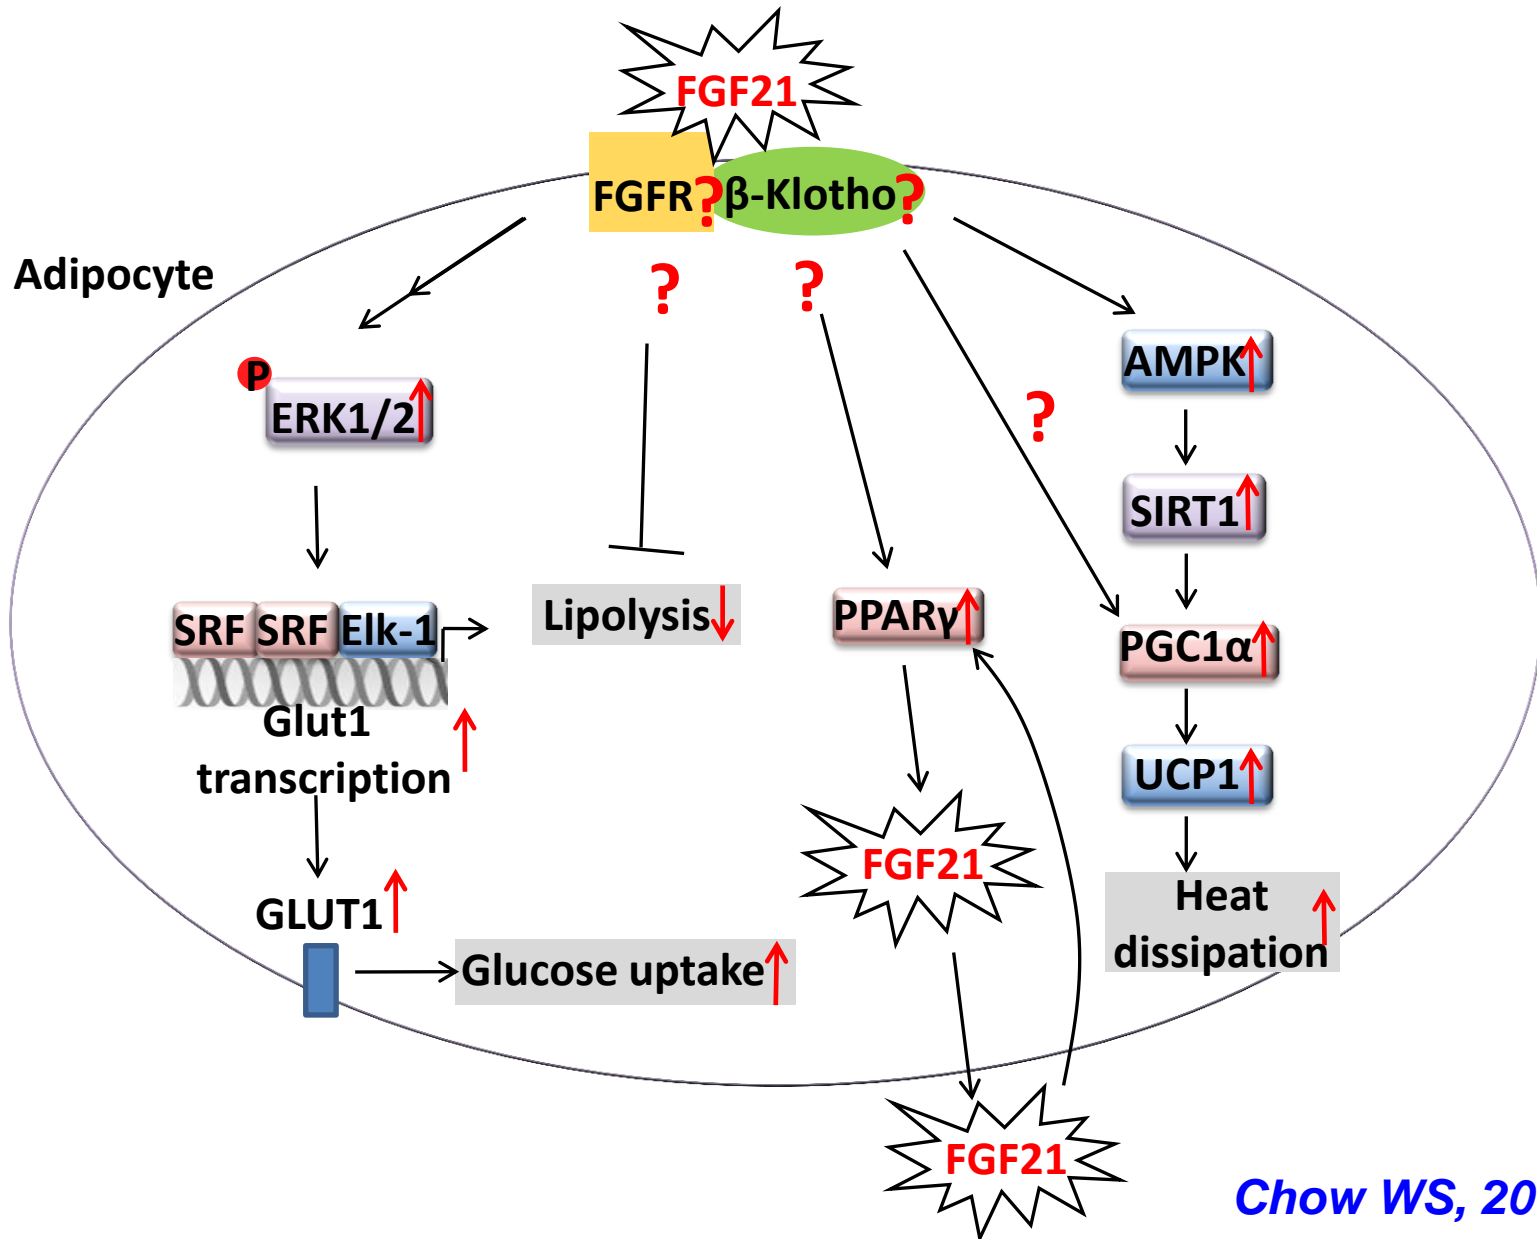 FGF21
FGFR? β-Klotho?
Adipocyte
? ?
P
ERK1/2
AMPK
?
SIRT1
SRF SRF Elk-1
Lipolysis
PPARγ
PGC1α
Glut1
transcription
UCP1
FGF21
GLUT1
Heat
dissipation
Glucose uptake
FGF21
Chow WS, 20